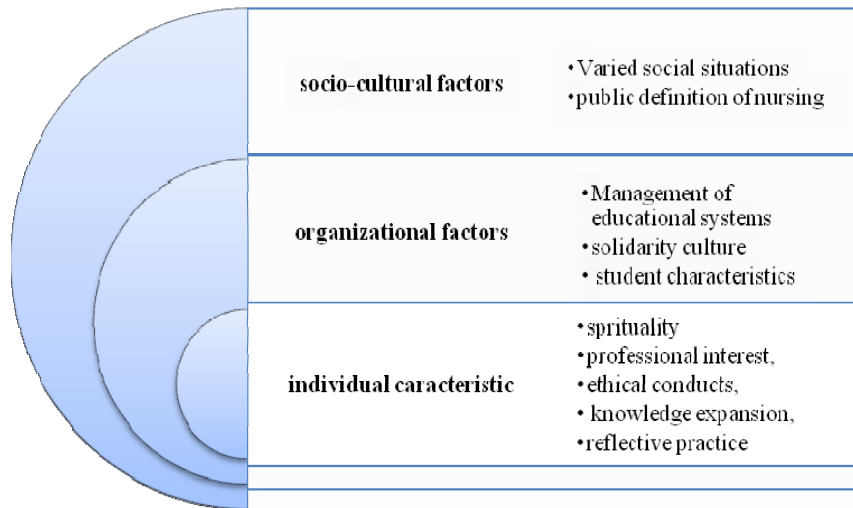 socio-cultural factors
•Varied social situations
•public definition of nursing
organizational factors
•Management of
educational systems
•solidarity culture
• student characteristics
individual caracteristic
• sprituality
•professional interest,
•ethical conducts,
• knowledge expansion,
•reflective practice